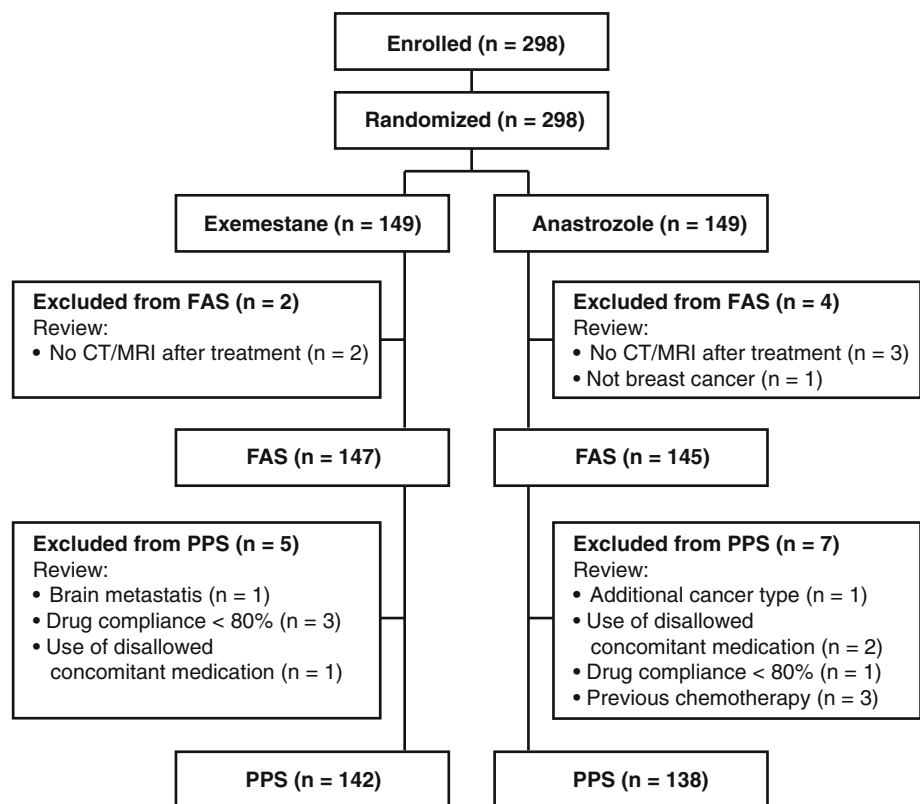 Enrolled (n = 298)
Randomized (n = 298)
Exemestane (n = 149)
Anastrozole (n = 149)
Excluded from FAS (n = 2)
Review:
• No CT/MRI after treatment (n = 2)
Excluded from FAS (n = 4)
Review:
• No CT/MRI after treatment (n = 3)
• Not breast cancer (n = 1)
FAS (n = 147)
FAS (n = 145)
Excluded from PPS (n = 5)
Review:
• Brain metastatis (n = 1)
• Drug compliance < 80% (n = 3)
• Use of disallowed
concomitant medication (n = 1)
Excluded from PPS (n = 7)
Review:
• Additional cancer type (n = 1)
• Use of disallowed
concomitant medication (n = 2)
• Drug compliance < 80% (n = 1)
• Previous chemotherapy (n = 3)
PPS (n = 142)
PPS (n = 138)